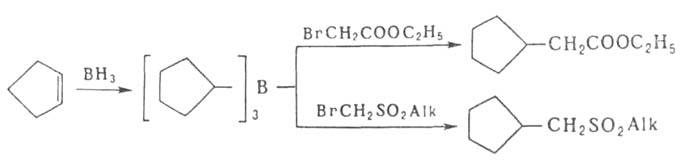 BrCH₂COOC₂H₅
CH₂COOC₂H₅
BH₃
3
B
BrCH₂SO₂Alk
CH₂SO₂Alk